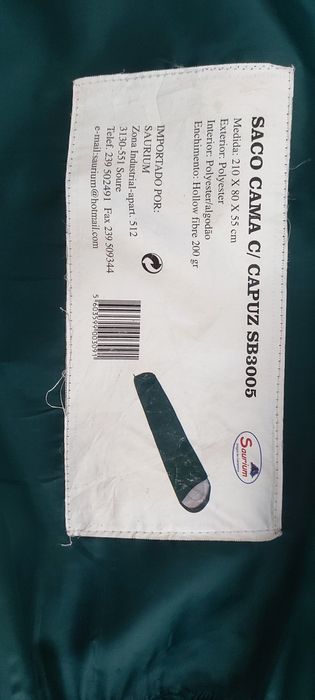 SACO CAMA C/ CAPUZ SB3005
Medida: 210 X 80 X 55 cm
Exterior: Polyester
Interior: Polyester/algodão
Enchimento: Hollow fibre 200 gr
IMPORTADO POR:
SAURIUM
Zona Industrial-apart. 512
3130-551 Soure
Telef. 239 502491 Fax 239 509344
e-mail:saurium@hotmail.com
5603599003091
Saurium